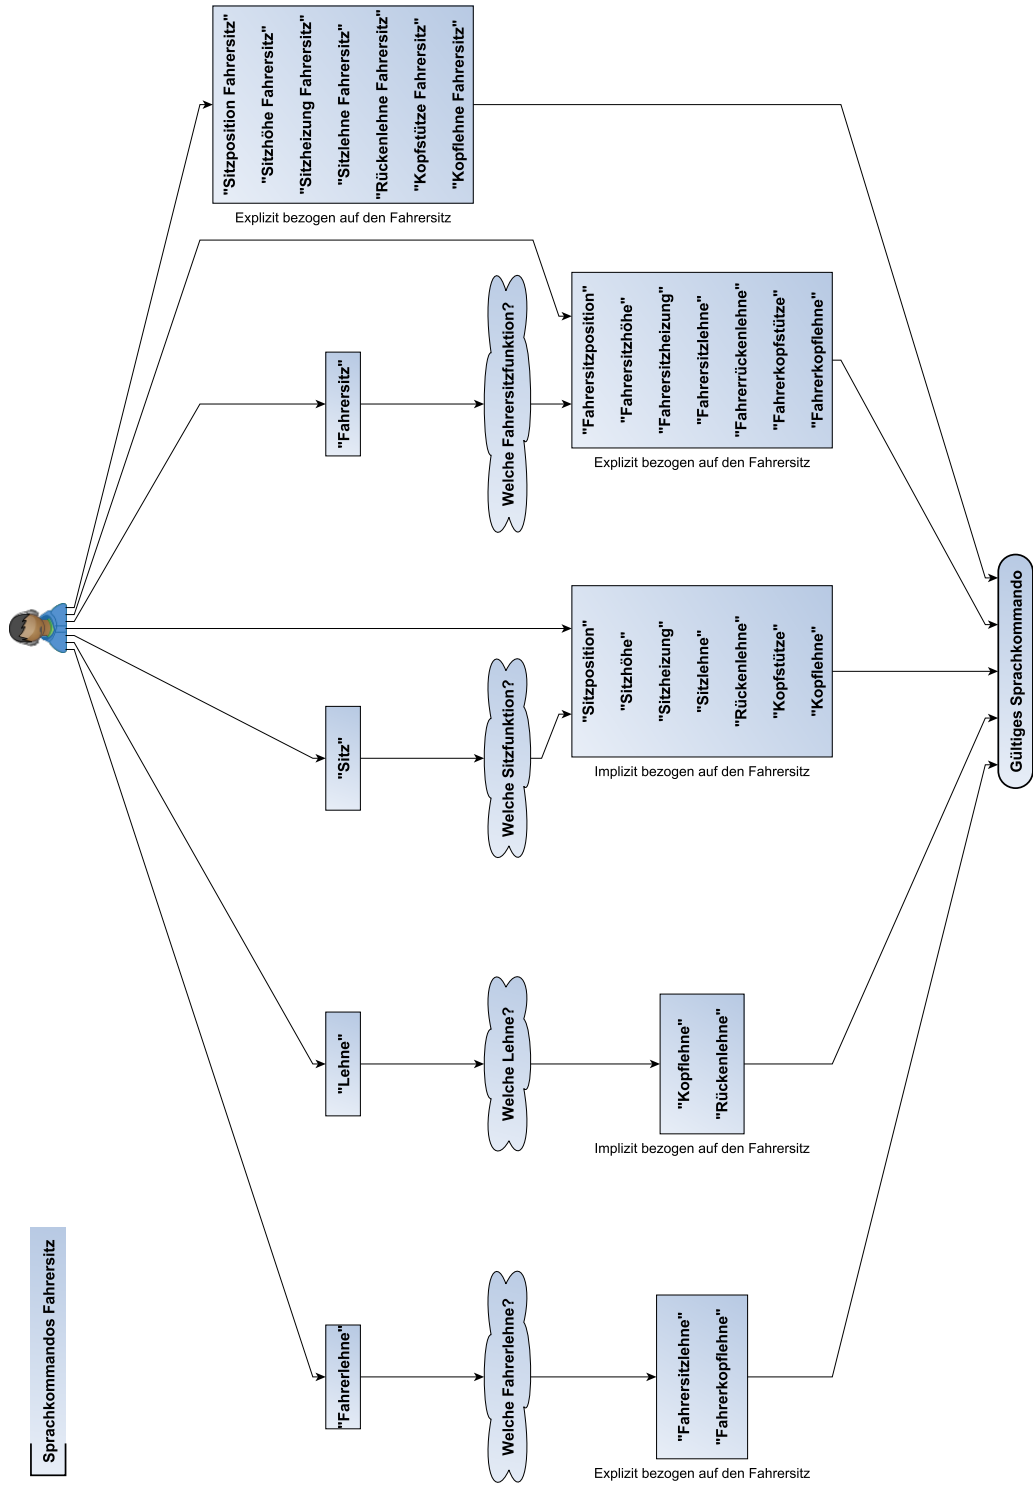 Sprachkommandos Fahrersitz
"Fahrerlehne"
Welche Fahrerlehne?
"Fahrersitzlehne"
"Fahrerkopflehne"
Explizit bezogen auf den Fahrersitz
"Lehne"
Welche Lehne?
"Kopflehne"
"Rückenlehne"
Implizit bezogen auf den Fahrersitz
"Sitz"
Welche Sitzfunktion?
"Sitzposition"
"Sitzhöhe"
"Sitzheizung"
"Sitzlehne"
"Rückenlehne"
"Kopfstütze"
"Kopflehne"
Implizit bezogen auf den Fahrersitz
"Fahrersitz"
Welche Fahrersitzfunktion?
"Fahrersitzposition"
"Fahrersitzhöhe"
"Fahrersitzheizung"
"Fahrersitzlehne"
"Fahrerrückenlehne"
"Fahrerkopfstütze"
"Fahrerkopflehne"
Explizit bezogen auf den Fahrersitz
"Sitzposition Fahrersitz"
"Sitzhöhe Fahrersitz"
"Sitzheizung Fahrersitz"
"Sitzlehne Fahrersitz"
"Rückenlehne Fahrersitz"
"Kopfstütze Fahrersitz"
"Kopflehne Fahrersitz"
Explizit bezogen auf den Fahrersitz
Gültiges Sprachkommando